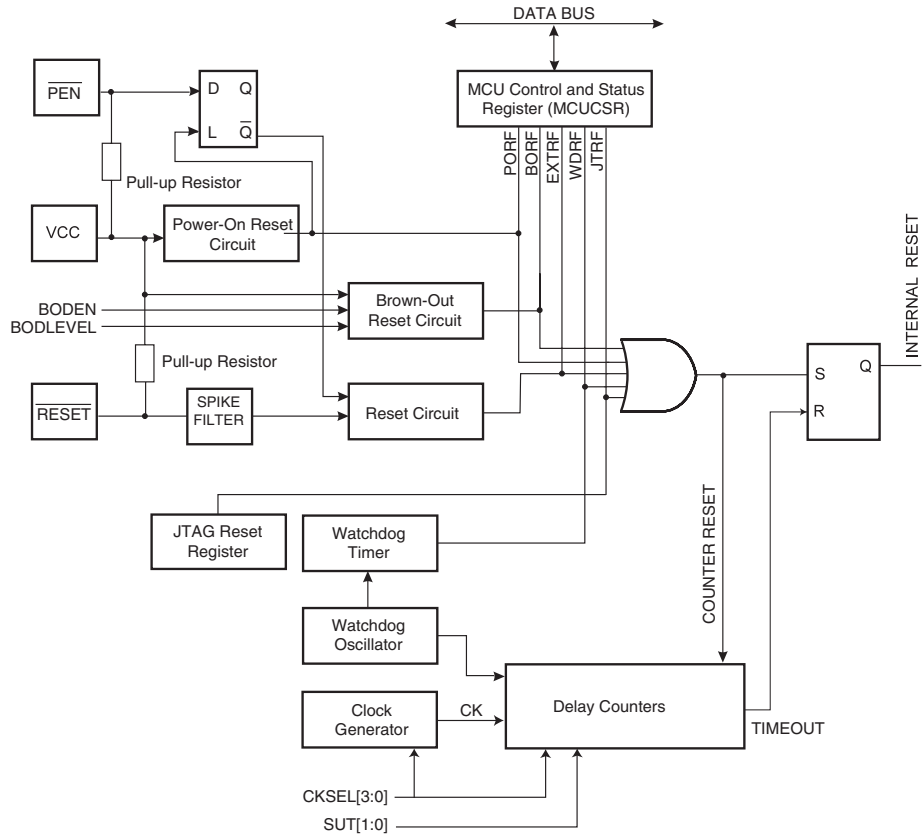 DATA BUS
MCU Control and Status
Register (MCUCSR)
PORF
BORF
EXTRF
WDRF
JTRF
PEN
D Q
L Q
Pull-up Resistor
VCC
Power-On Reset
Circuit
BODEN
BODLEVEL
Brown-Out
Reset Circuit
Pull-up Resistor
RESET
SPIKE
FILTER
Reset Circuit
INTERNAL RESET
S Q
R
JTAG Reset
Register
Watchdog
Timer
COUNTER RESET
Watchdog
Oscillator
Clock
Generator
CK
Delay Counters
TIMEOUT
CKSEL[3:0]
SUT[1:0]